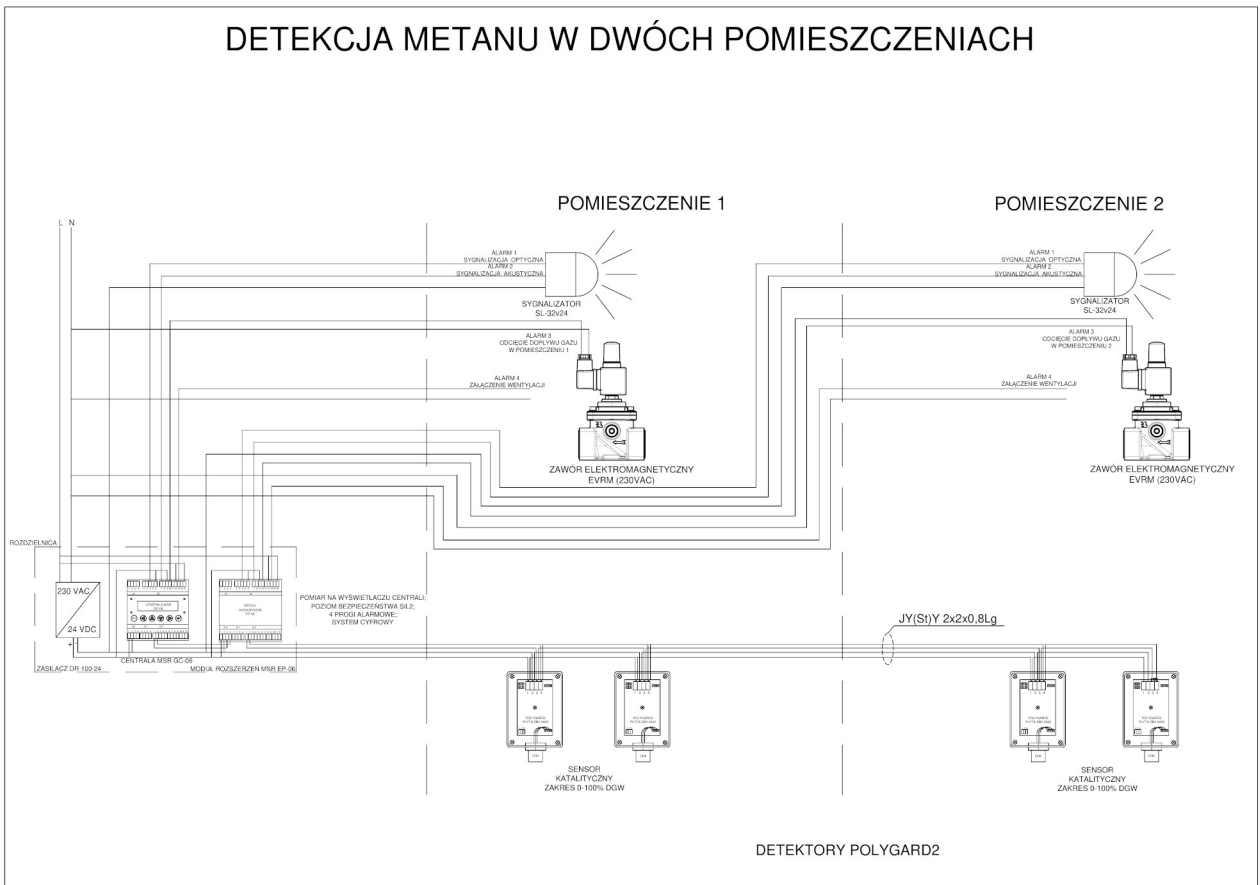 DETEKCJA METANU W DWÓCH POMIESZCZENIACH
POMIESZCZENIE 1
POMIESZCZENIE 2
L N
ALARM 1
SYGNALIZACJA OPTYCZNA
ALARM 2
SYGNALIZACJA AKUSTYCZNA
SYGNALIZATOR
SL-32v24
ALARM 3
ODCIĘCIE DOPŁYWU GAZU
W POMIESZCZENIU 1
ALARM 4
ZAŁĄCZENIE WENTYLACJI
ZAWÓR ELEKTROMAGNETYCZNY
EVRM (230VAC)
ALARM 1
SYGNALIZACJA OPTYCZNA
ALARM 2
SYGNALIZACJA AKUSTYCZNA
SYGNALIZATOR
SL-32v24
ALARM 3
ODCIĘCIE DOPŁYWU GAZU
W POMIESZCZENIU 2
ALARM 4
ZAŁĄCZENIE WENTYLACJI
ZAWÓR ELEKTROMAGNETYCZNY
EVRM (230VAC)
ROZDZIELNICA
230 VAC
24 VDC
+ -
ZASILACZ DR-100-24
CENTRALA MSR GC-06
MODUŁ ROZSZERZEŃ MSR EP-06
POMIAR NA WYŚWIETLACZU CENTRALI;
POZIOM BEZPIECZEŃSTWA SIL2;
4 PROGI ALARMOWE;
SYSTEM CYFROWY
JY(St)Y 2x2x0,8Lg
SENSOR
KATALITYCZNY
ZAKRES 0-100% DGW
SENSOR
KATALITYCZNY
ZAKRES 0-100% DGW
DETEKTORY POLYGARD2